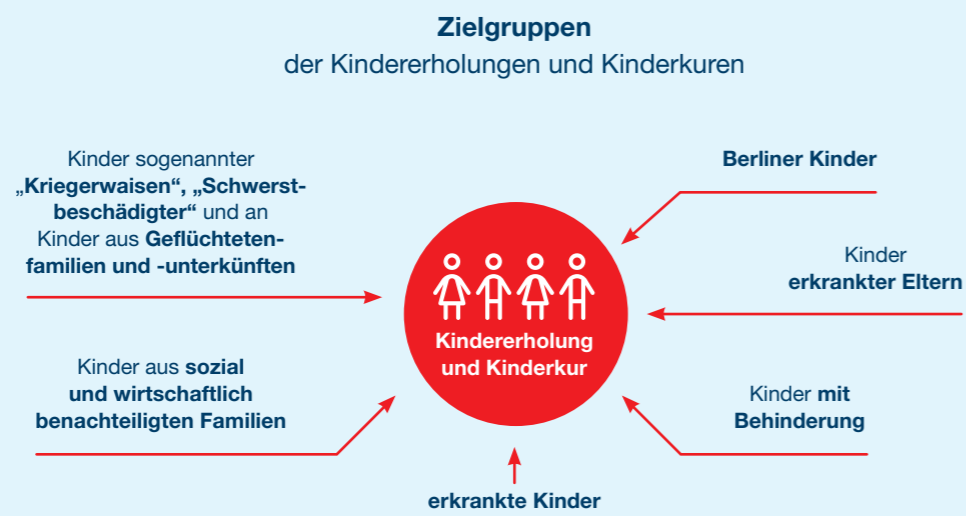 Zielgruppen
der Kindererholungen und Kinderkuren
Kinder sogenannter
„Kriegerwaisen“, „Schwerst-
beschädigter“ und an
Kinder aus Geflüchteten-
familien und -unterkünften
Kinder aus sozial
und wirtschaftlich
benachteiligten Familien
Kindererholung
und Kinderkur
erkrankte Kinder
Berliner Kinder
Kinder
erkrankter Eltern
Kinder mit
Behinderung